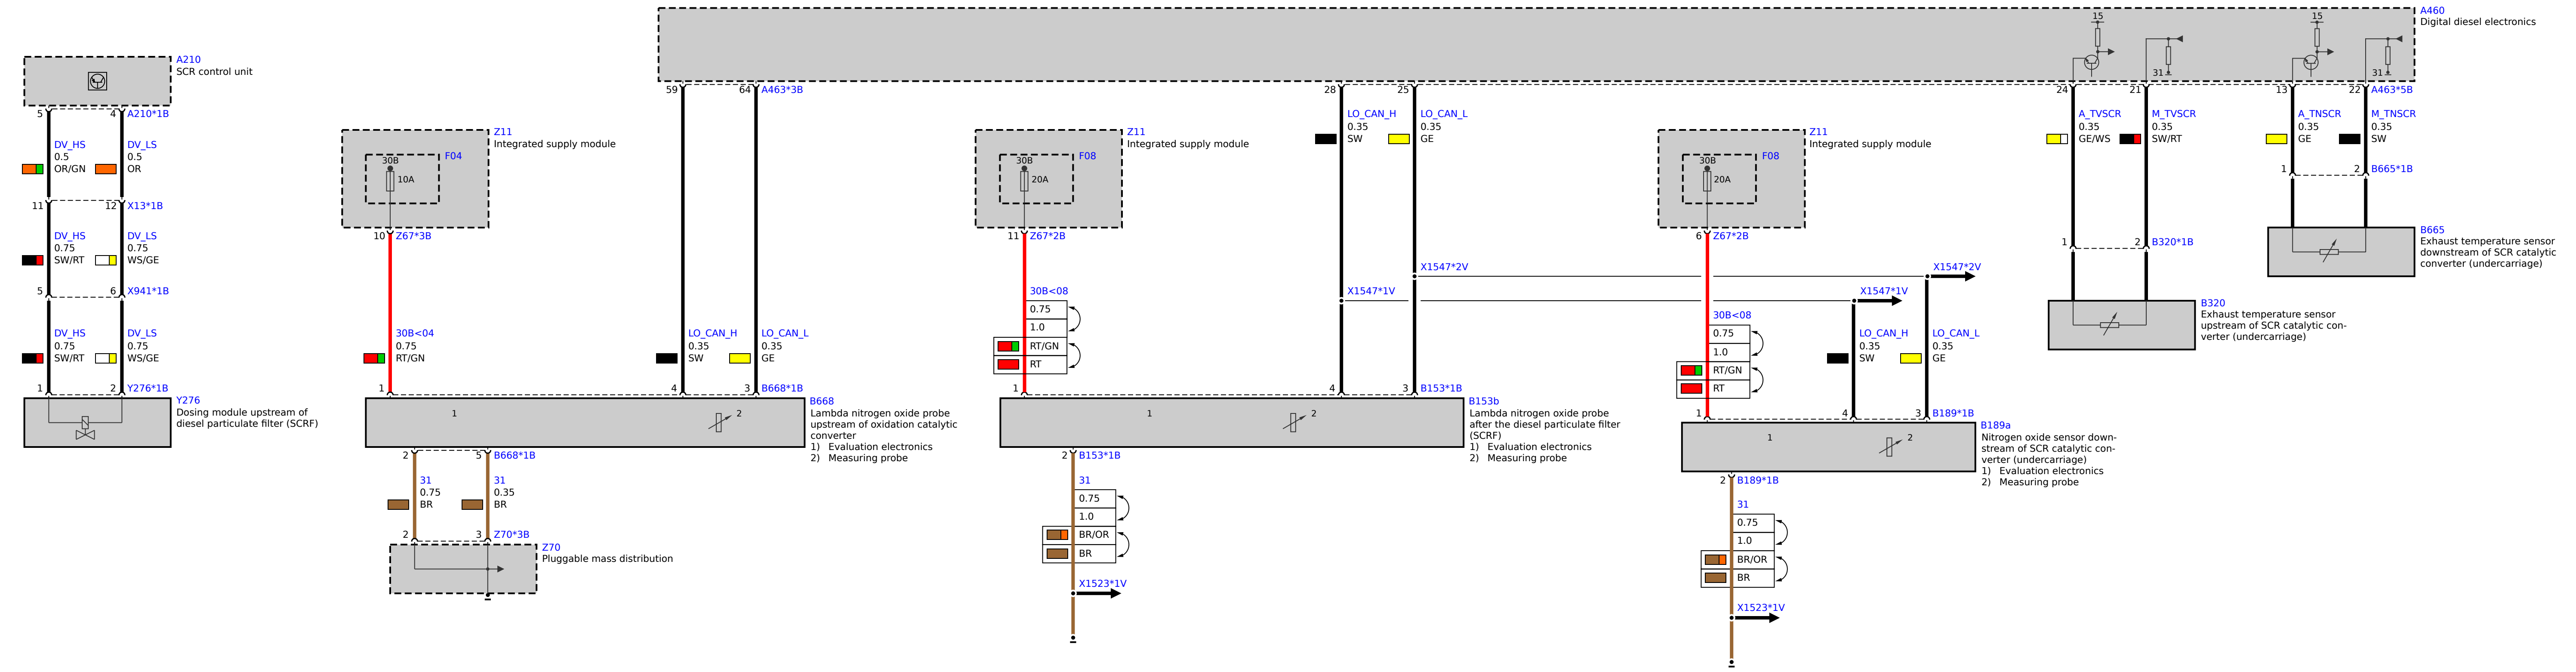 A460
Digital diesel electronics
15
31
15
31
A210
SCR control unit
5
4
A210*1B
DV_HS
0.5
OR/GN
DV_LS
0.5
OR
11
12
X13*1B
DV_HS
0.75
SW/RT
DV_LS
0.75
WS/GE
5
6
X941*1B
DV_HS
0.75
SW/RT
DV_LS
0.75
WS/GE
1
2
Y276*1B
Y276
Dosing module upstream of
diesel particulate filter (SCRF)
Z11
Integrated supply module
F04
30B
10A
10
Z67*3B
30B<04
0.75
RT/GN
1
59
64
A463*3B
LO_CAN_H
0.35
SW
LO_CAN_L
0.35
GE
4
3
B668*1B
1
2
B668
Lambda nitrogen oxide probe
upstream of oxidation catalytic
converter
1) Evaluation electronics
2) Measuring probe
2
5
B668*1B
31
0.75
BR
31
0.35
BR
2
3
Z70*3B
Z70
Pluggable mass distribution
Z11
Integrated supply module
F08
30B
20A
11
Z67*2B
30B<08
0.75
1.0
RT/GN
RT
1
28
25
LO_CAN_H
0.35
SW
LO_CAN_L
0.35
GE
X1547*2V
X1547*1V
4
3
B153*1B
1
2
B153b
Lambda nitrogen oxide probe
after the diesel particulate filter
(SCRF)
1) Evaluation electronics
2) Measuring probe
2
B153*1B
31
0.75
1.0
BR/OR
BR
X1523*1V
Z11
Integrated supply module
F08
30B
20A
6
Z67*2B
30B<08
0.75
1.0
RT/GN
RT
1
X1547*2V
X1547*1V
LO_CAN_H
0.35
SW
LO_CAN_L
0.35
GE
4
3
B189*1B
1
2
B189a
Nitrogen oxide sensor down-
stream of SCR catalytic con-
verter (undercarriage)
1) Evaluation electronics
2) Measuring probe
2
B189*1B
31
0.75
1.0
BR/OR
BR
X1523*1V
24
21
A_TVSCR
0.35
GE/WS
M_TVSCR
0.35
SW/RT
1
2
B320*1B
B320
Exhaust temperature sensor
upstream of SCR catalytic con-
verter (undercarriage)
13
22
A463*5B
A_TNSCR
0.35
GE
M_TNSCR
0.35
SW
1
2
B665*1B
B665
Exhaust temperature sensor
downstream of SCR catalytic
converter (undercarriage)